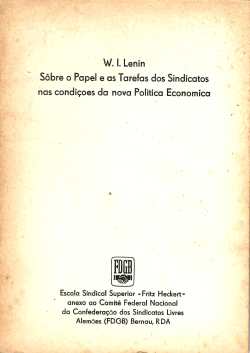 W. I. Lenin
Sôbre o Papel e as Tarefas dos Sindicatos
nas condiçoes da nova Politica Economica
FDGB
Escola Sindical Superior »Fritz Heckert«
anexo ao Comité Federal Nacional
da Confederação dos Sindicatos Livres
Alemães (FDGB) Bernau, RDA